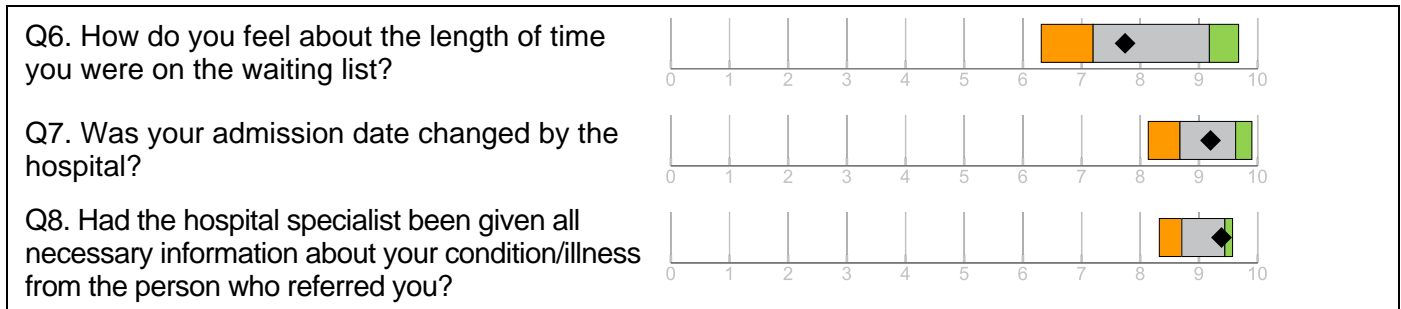 Q6. How do you feel about the length of time
you were on the waiting list?
0 1 2 3 4 5 6 7 8 9 10
Q7. Was your admission date changed by the
hospital?
0 1 2 3 4 5 6 7 8 9 10
Q8. Had the hospital specialist been given all
necessary information about your condition/illness
from the person who referred you?
0 1 2 3 4 5 6 7 8 9 10